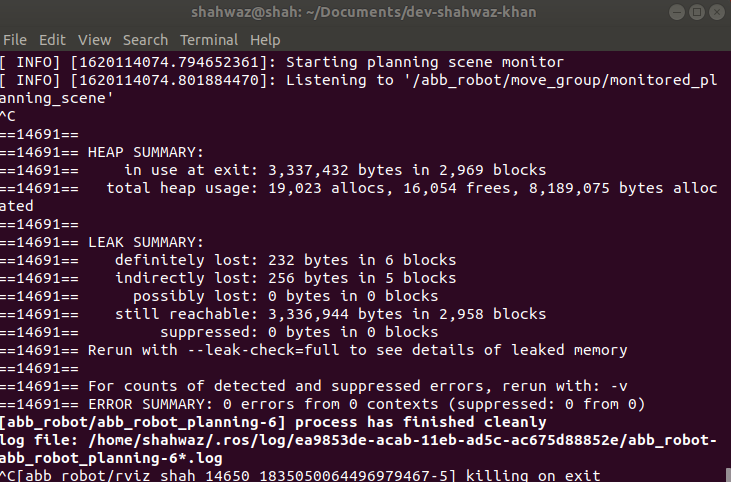 shahwaz@shah: ~/Documents/dev-shahwaz-khan
File Edit View Search Terminal Help
[ INFO] [1620114074.794652361]: Starting planning scene monitor
[ INFO] [1620114074.801884470]: Listening to '/abb_robot/move_group/monitored_pl
anning_scene'
^C
==14691==
==14691== HEAP SUMMARY:
==14691==     in use at exit: 3,337,432 bytes in 2,969 blocks
==14691==   total heap usage: 19,023 allocs, 16,054 frees, 8,189,075 bytes alloc
ated
==14691==
==14691== LEAK SUMMARY:
==14691==    definitely lost: 232 bytes in 6 blocks
==14691==    indirectly lost: 256 bytes in 5 blocks
==14691==      possibly lost: 0 bytes in 0 blocks
==14691==    still reachable: 3,336,944 bytes in 2,958 blocks
==14691==         suppressed: 0 bytes in 0 blocks
==14691== Rerun with --leak-check=full to see details of leaked memory
==14691==
==14691== For counts of detected and suppressed errors, rerun with: -v
==14691== ERROR SUMMARY: 0 errors from 0 contexts (suppressed: 0 from 0)
[abb_robot/abb_robot_planning-6] process has finished cleanly
log file: /home/shahwaz/.ros/log/ea9853de-acab-11eb-ad5c-ac675d88852e/abb_robot-
abb_robot_planning-6*.log
^C[abb_robot/rviz_shah_14650_1835050064496979467-5] killing on exit